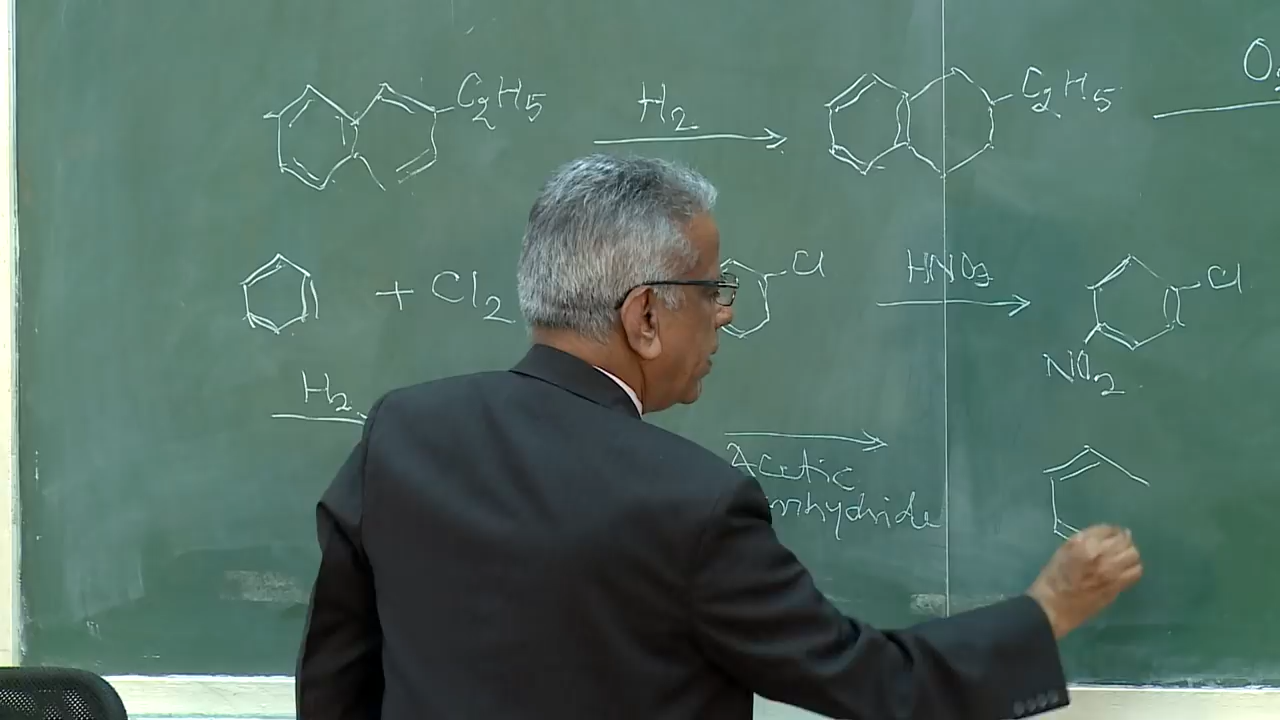 C2H5 H2 C2H5 O
+ Cl2 Cl HNO3 Cl
NO2
H2
Acetic
anhydride